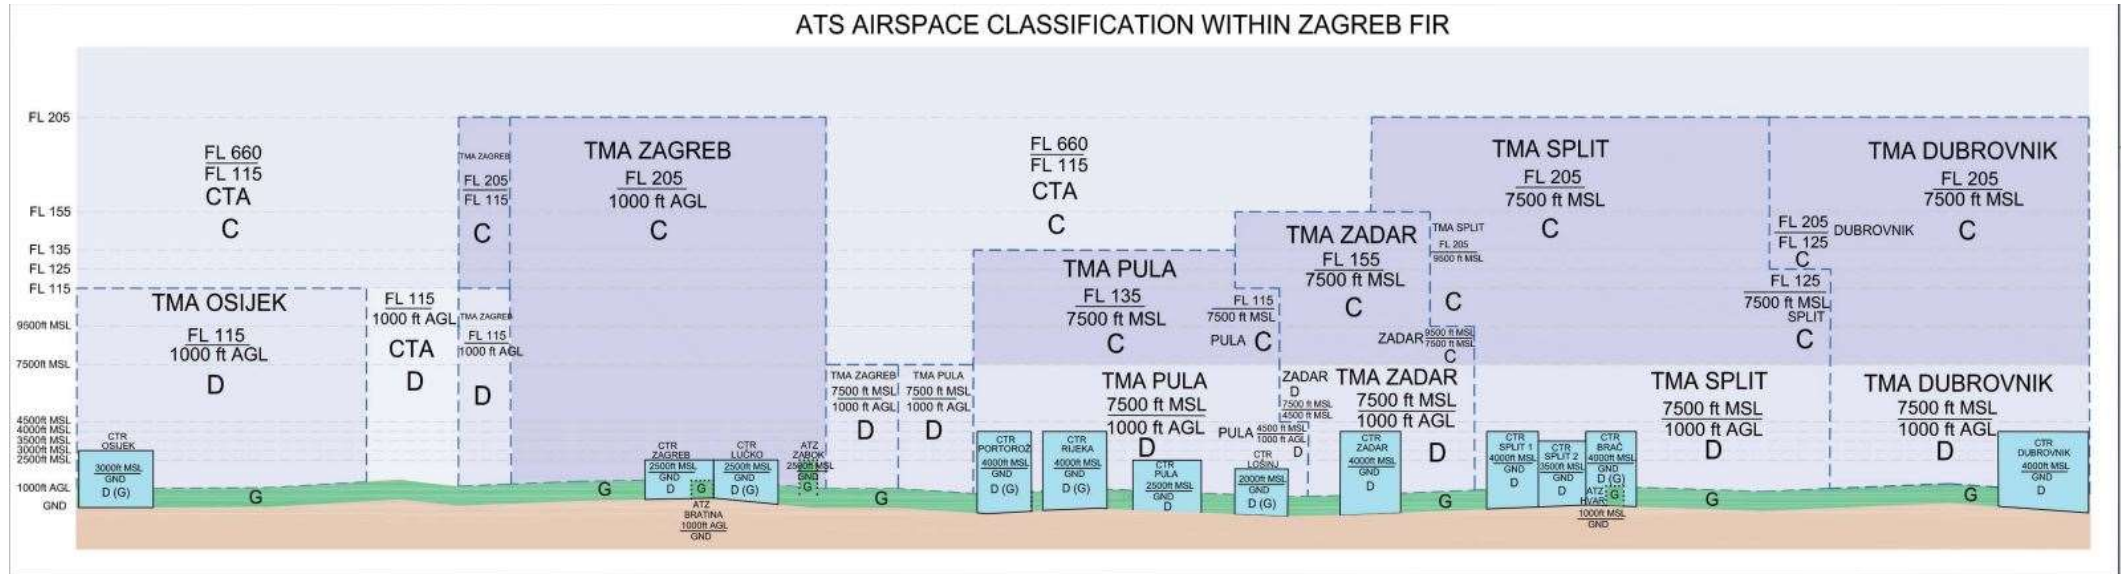 ATS AIRSPACE CLASSIFICATION WITHIN ZAGREB FIR
FL 205
FL 155
FL 135
FL 125
FL 115
9500ft MSL
7500ft MSL
4500ft MSL
4000ft MSL
3500ft MSL
3000ft MSL
2500ft MSL
1000ft AGL
GND
FL 660
FL 115
CTA
C
TMA OSIJEK
FL 115
1000 ft AGL
D
CTR
OSIJEK
3000ft MSL
GND
D (G)
G
FL 115
1000 ft AGL
CTA
D
TMA ZAGREB
FL 205
FL 115
C
TMA ZAGREB
FL 115
1000 ft AGL
D
TMA ZAGREB
FL 205
1000 ft AGL
C
G
CTR
ZAGREB
2500ft MSL
GND
D
G
ATZ
BRATINA
1000ft AGL
GND
CTR
LUČKO
2500ft MSL
GND
D (G)
ATZ
ZABOK
2500ft MSL
GND
G
TMA ZAGREB
7500 ft MSL
1000 ft AGL
D
G
TMA PULA
7500 ft MSL
1000 ft AGL
D
FL 660
FL 115
CTA
C
TMA PULA
FL 135
7500 ft MSL
C
FL 115
7500 ft MSL
PULA C
TMA PULA
7500 ft MSL
1000 ft AGL
D
CTR
PORTOROŽ
4000ft MSL
GND
D (G)
CTR
RIJEKA
4000ft MSL
GND
D (G)
CTR
PULA
2500ft MSL
GND
D
PULA
4500 ft MSL
1000 ft AGL
D
CTR
LOŠINJ
2000ft MSL
GND
D (G)
ZADAR
D
7500 ft MSL
4500 ft MSL
TMA ZADAR
FL 155
7500 ft MSL
C
TMA ZADAR
7500 ft MSL
1000 ft AGL
D
CTR
ZADAR
4000ft MSL
GND
D
G
TMA SPLIT
FL 205
9500 ft MSL
C
ZADAR
9500 ft MSL
7500 ft MSL
C
TMA SPLIT
FL 205
7500 ft MSL
C
TMA SPLIT
7500 ft MSL
1000 ft AGL
D
CTR
SPLIT 1
4000ft MSL
GND
D
CTR
SPLIT 2
3500ft MSL
GND
D
CTR
BRAČ
4000ft MSL
GND
D (G)
ATZ
HVAR
G
1000ft MSL
GND
G
FL 205
FL 125
DUBROVNIK
C
FL 125
7500 ft MSL
SPLIT
C
TMA DUBROVNIK
FL 205
7500 ft MSL
C
TMA DUBROVNIK
7500 ft MSL
1000 ft AGL
D
G
CTR
DUBROVNIK
4000ft MSL
GND
D